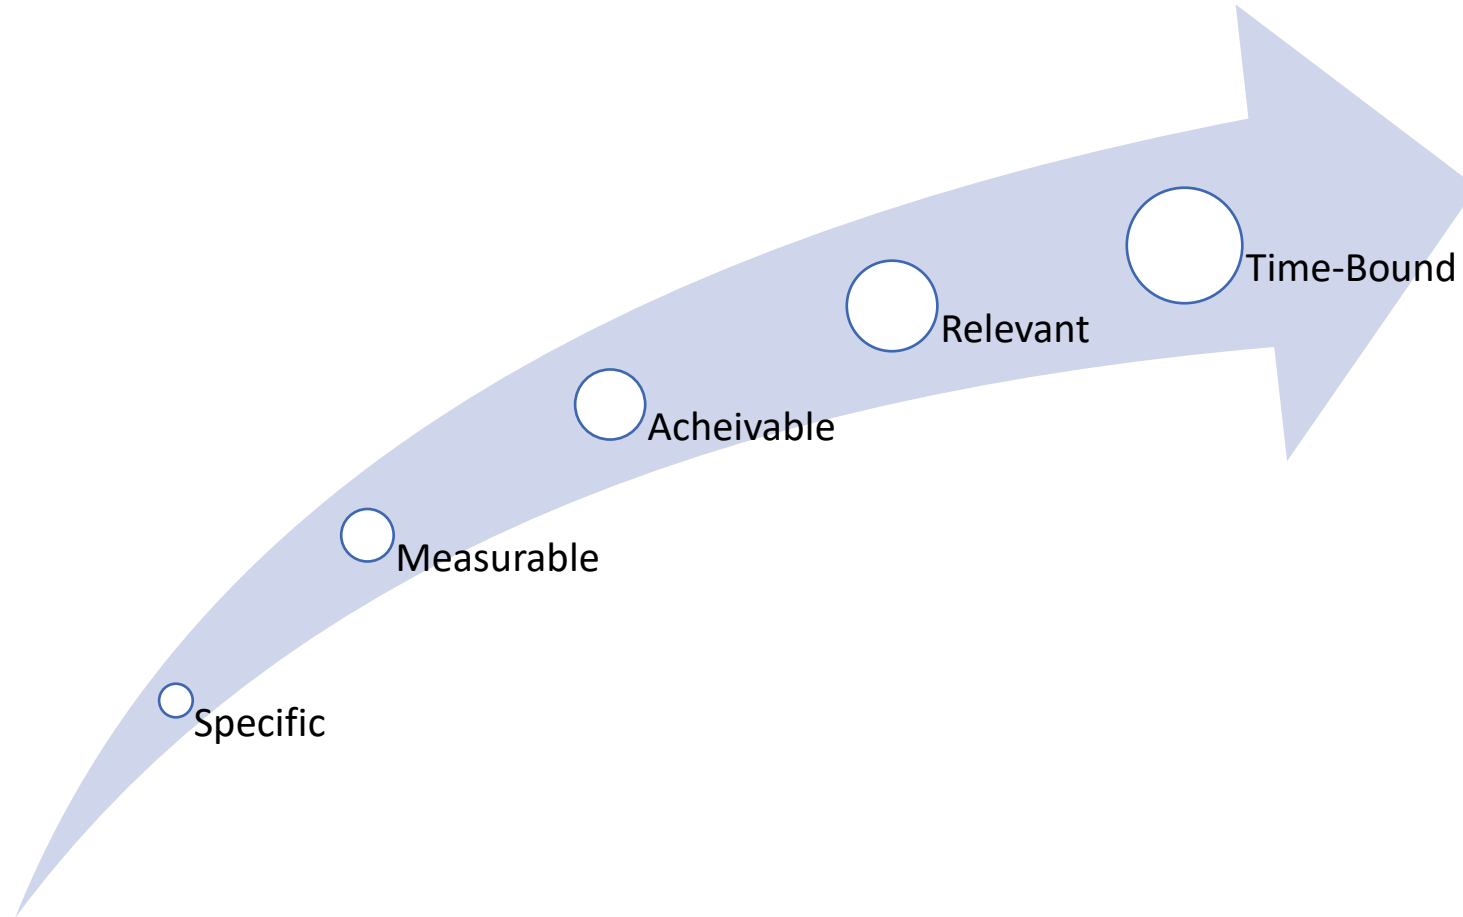 Time-Bound
Relevant
Acheivable
Measurable
Specific